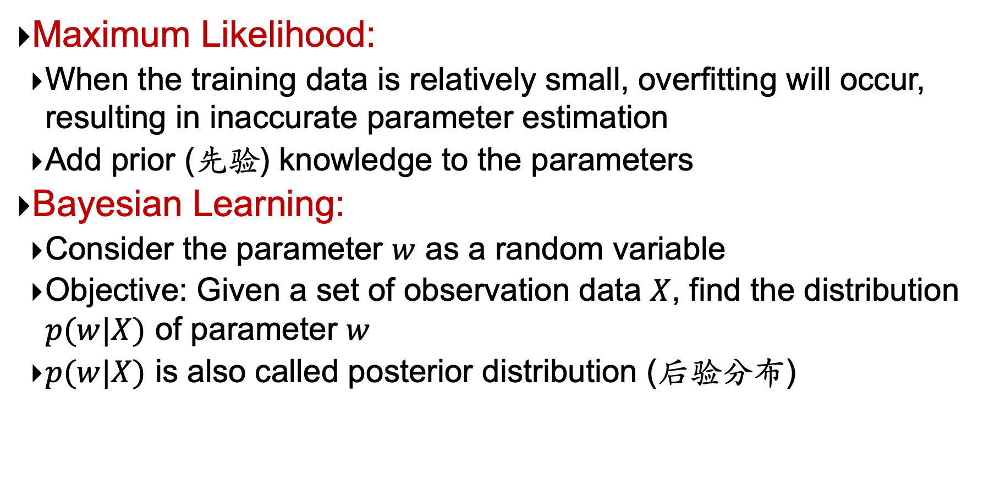 ▸Maximum Likelihood:
▸When the training data is relatively small, overfitting will occur,
resulting in inaccurate parameter estimation
▸Add prior (先验) knowledge to the parameters
▸Bayesian Learning:
▸Consider the parameter w as a random variable
▸Objective: Given a set of observation data X, find the distribution
p(w|X) of parameter w
▸p(w|X) is also called posterior distribution (后验分布)